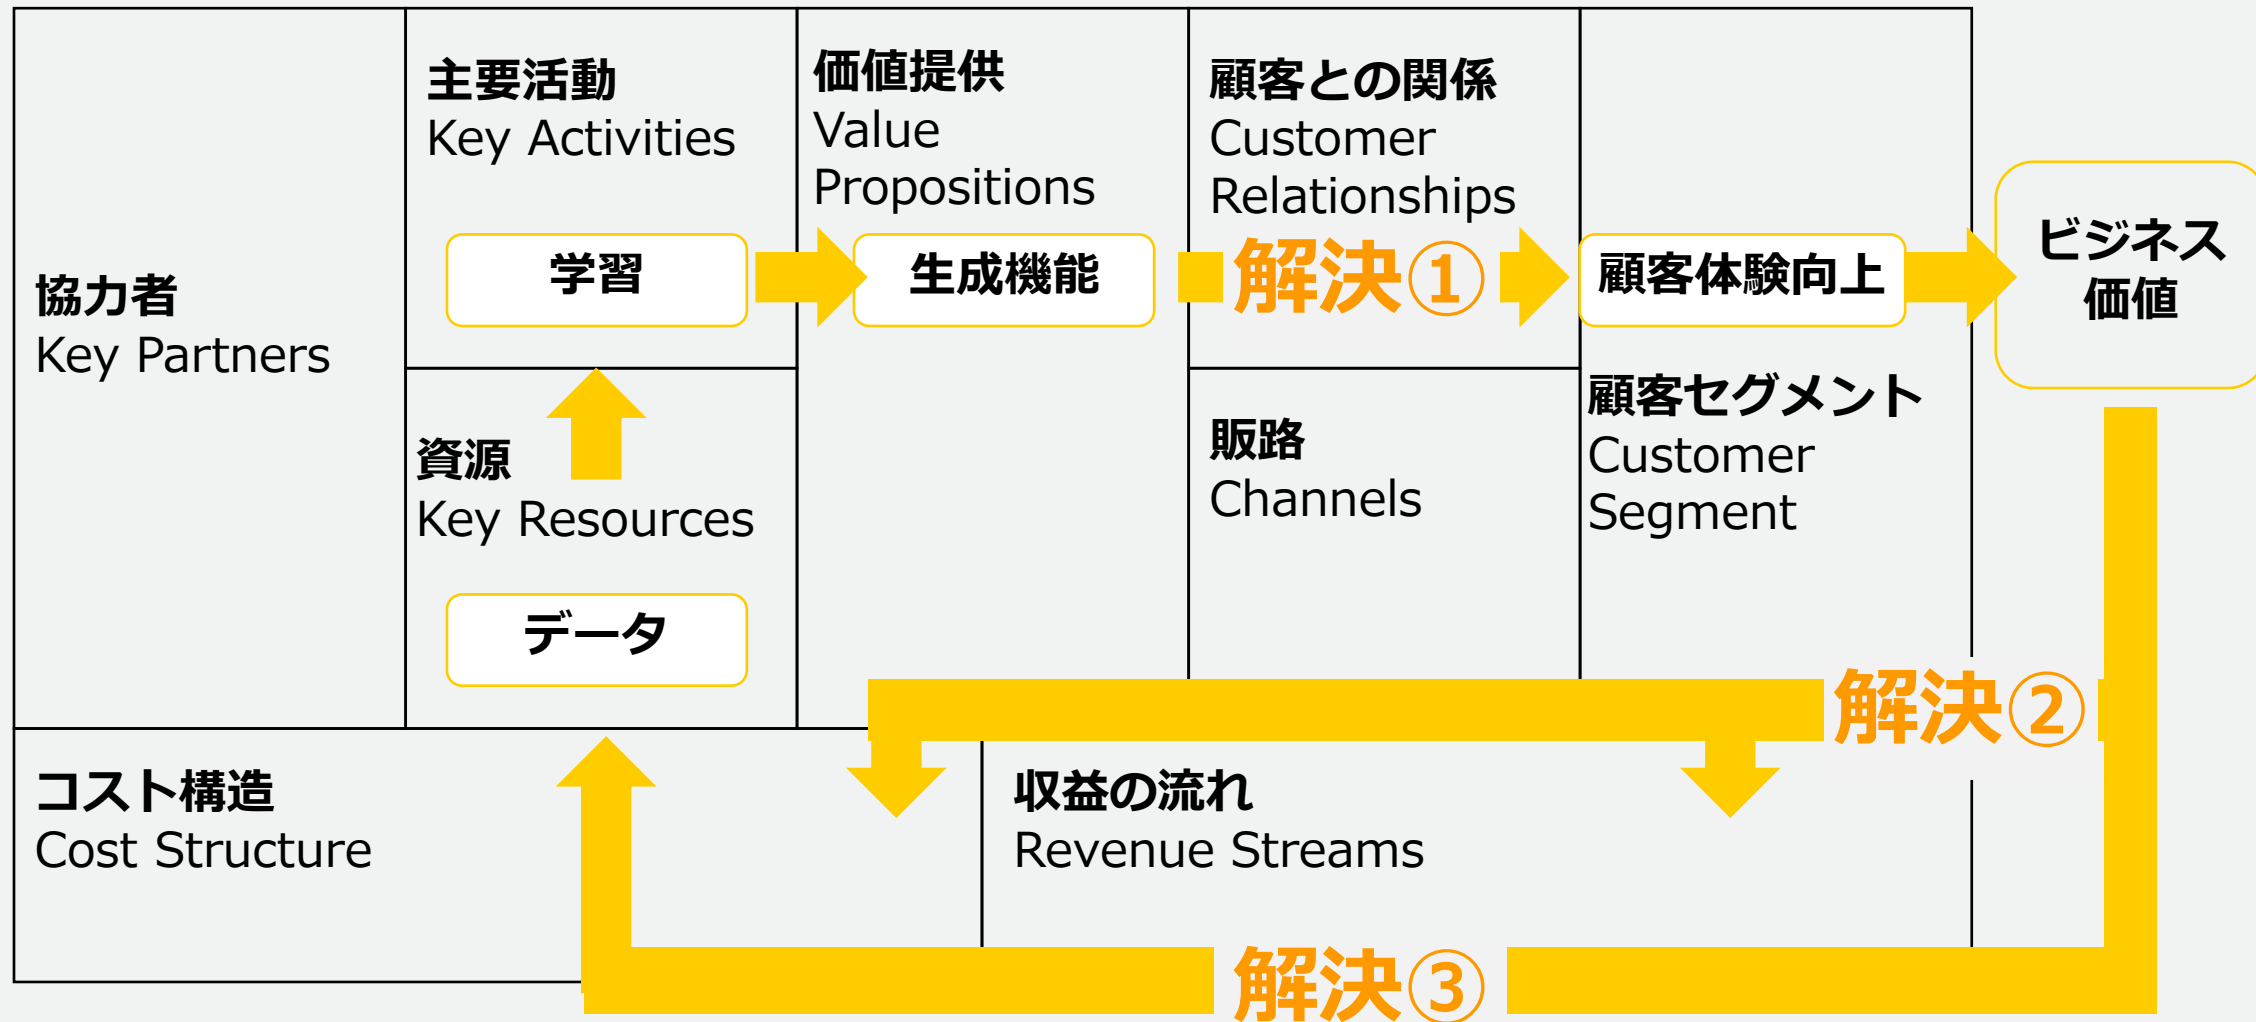 協力者
Key Partners
主要活動
Key Activities
学習
資源
Key Resources
データ
価値提供
Value
Propositions
生成機能
顧客との関係
Customer
Relationships
解決①
販路
Channels
顧客体験向上
顧客セグメント
Customer
Segment
ビジネス
価値
解決②
コスト構造
Cost Structure
収益の流れ
Revenue Streams
解決③